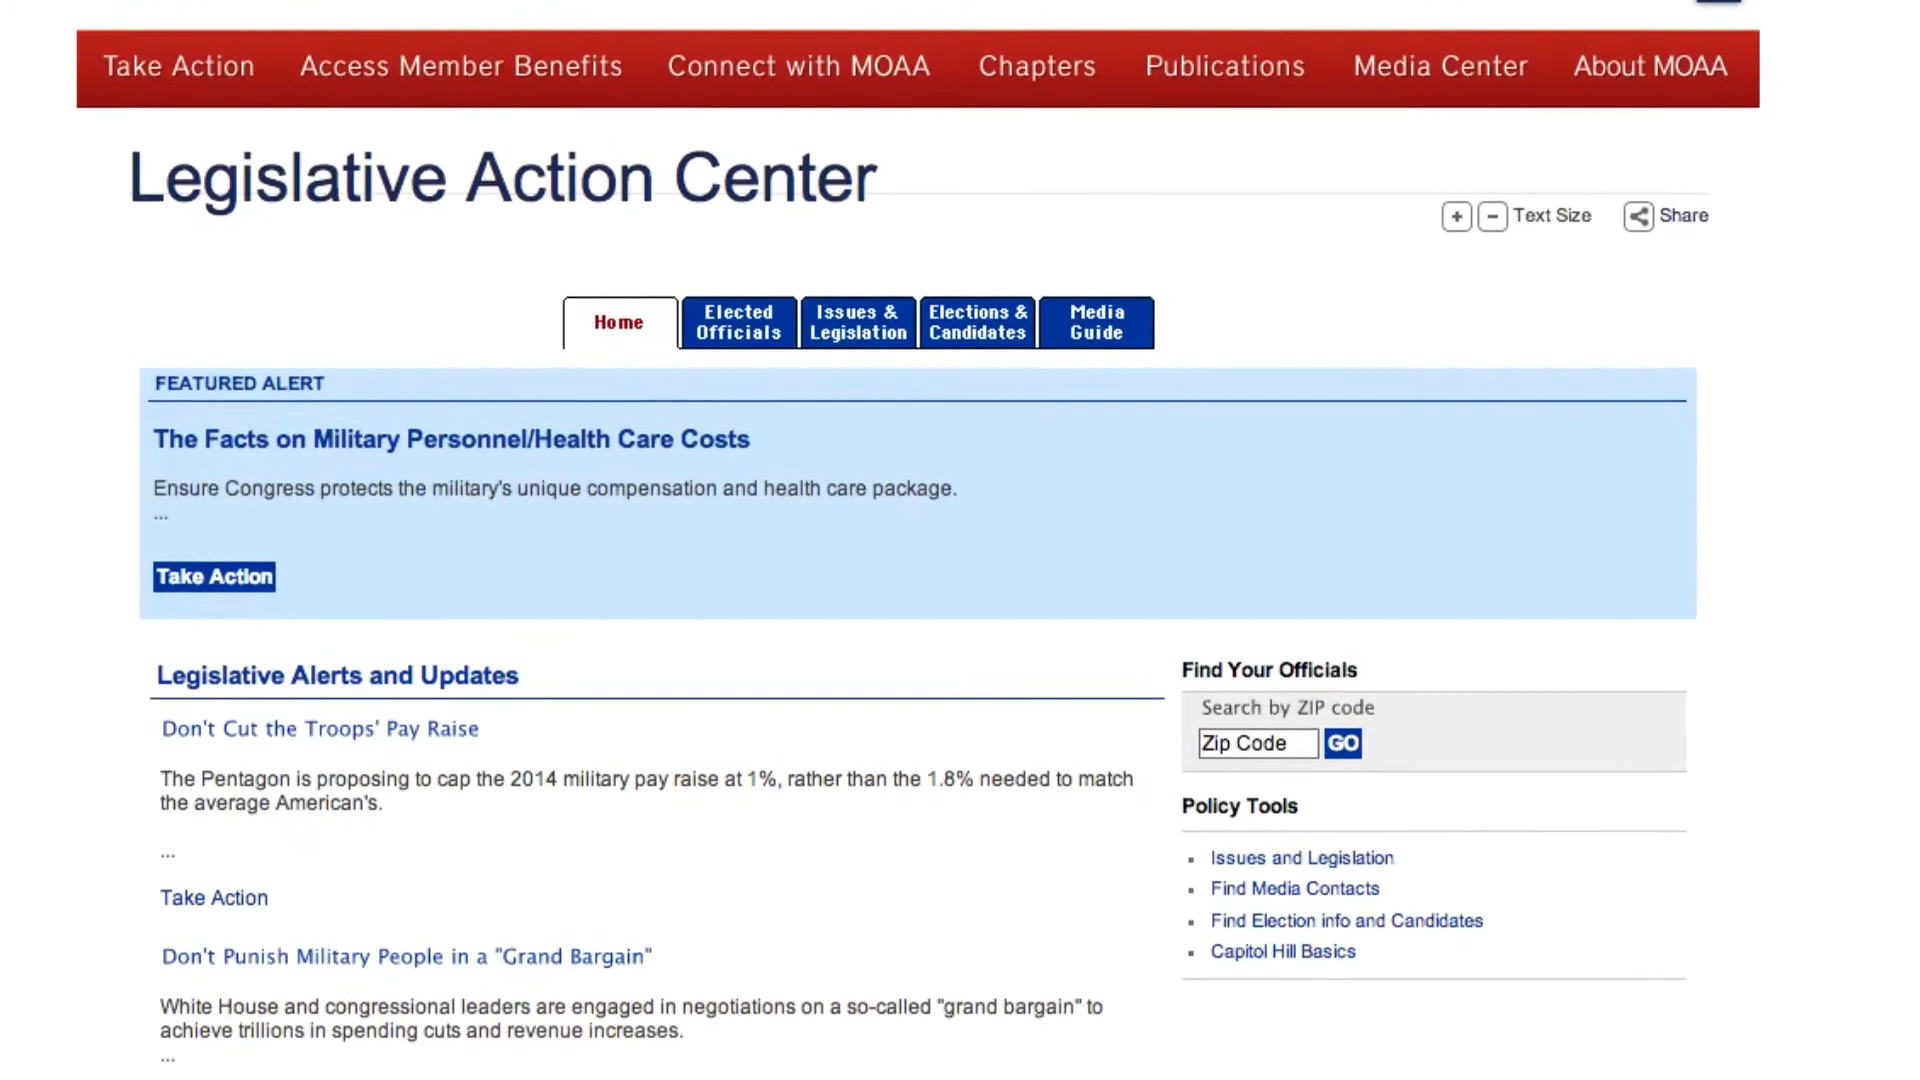 Take Action Access Member Benefits Connect with MOAA Chapters Publications Media Center About MOAA
Legislative Action Center
+ - Text Size Share
Home
Elected Officials
Issues & Legislation
Elections & Candidates
Media Guide
FEATURED ALERT
The Facts on Military Personnel/Health Care Costs
Ensure Congress protects the military's unique compensation and health care package.
...
Take Action
Legislative Alerts and Updates
Don't Cut the Troops' Pay Raise
The Pentagon is proposing to cap the 2014 military pay raise at 1%, rather than the 1.8% needed to match
the average American's.
...
Take Action
Don't Punish Military People in a "Grand Bargain"
White House and congressional leaders are engaged in negotiations on a so-called "grand bargain" to
achieve trillions in spending cuts and revenue increases.
...
Find Your Officials
Search by ZIP code
Zip Code GO
Policy Tools
Issues and Legislation
Find Media Contacts
Find Election info and Candidates
Capitol Hill Basics